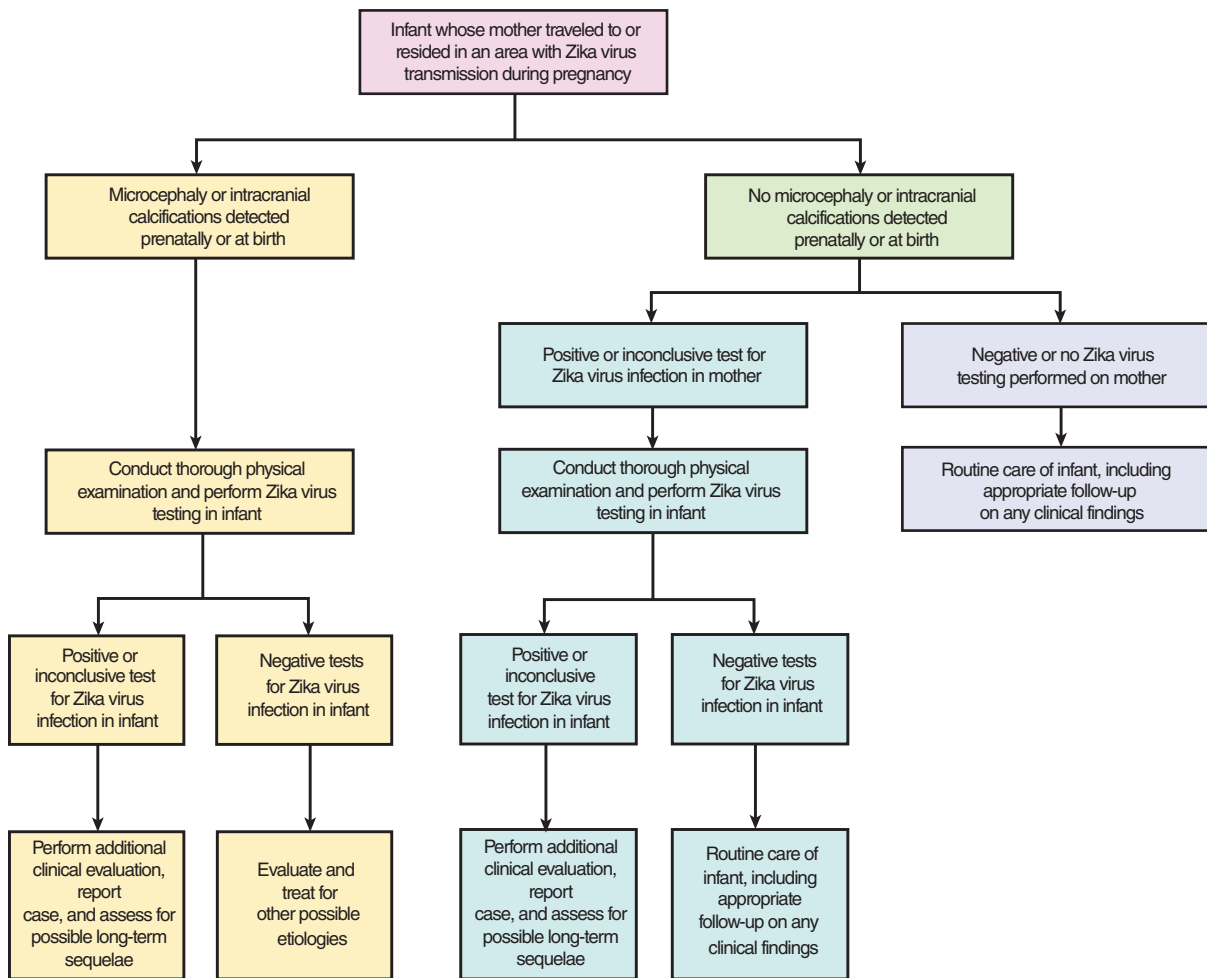 Infant whose mother traveled to or
resided in an area with Zika virus
transmission during pregnancy
Microcephaly or intracranial
calcifications detected
prenatally or at birth
No microcephaly or intracranial
calcifications detected
prenatally or at birth
Positive or inconclusive test for
Zika virus infection in mother
Negative or no Zika virus
testing performed on mother
Conduct thorough physical
examination and perform Zika virus
testing in infant
Conduct thorough physical
examination and perform Zika virus
testing in infant
Routine care of infant, including
appropriate follow-up
on any clinical findings
Positive or
inconclusive test
for Zika virus
infection in infant
Negative tests
for Zika virus
infection in infant
Positive or
inconclusive
test for Zika virus
infection in infant
Negative tests
for Zika virus
infection in infant
Perform additional
clinical evaluation,
report
case, and assess for
possible long-term
sequelae
Evaluate and
treat for
other possible
etiologies
Perform additional
clinical evaluation,
report
case, and assess for
possible long-term
sequelae
Routine care of
infant, including
appropriate
follow-up on any
clinical findings